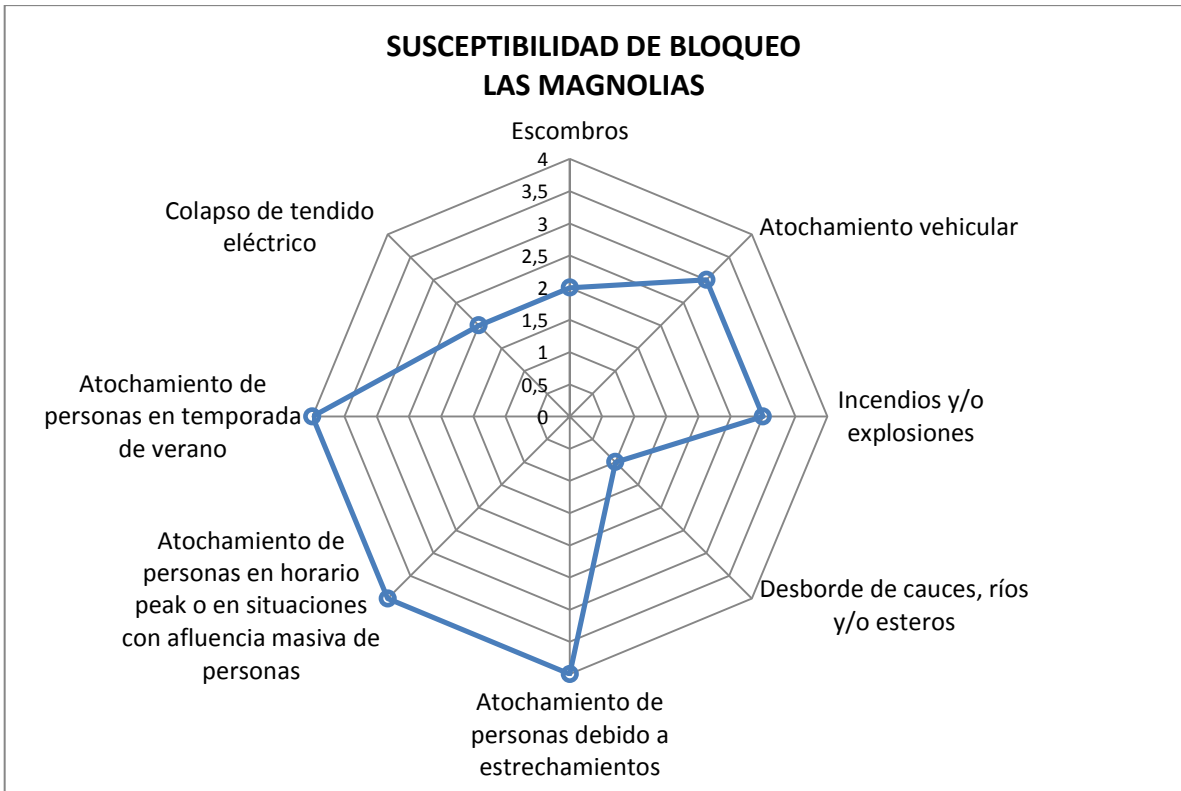 SUSCEPTIBILIDAD DE BLOQUEO
LAS MAGNOLIAS
Escombros
4
3,5
3
2,5
2
1,5
1
0,5
0
Atochamiento vehicular
Incendios y/o
explosiones
Desborde de cauces, ríos
y/o esteros
Atochamiento de
personas debido a
estrechamientos
Atochamiento de
personas en horario
peak o en situaciones
con afluencia masiva de
personas
Atochamiento de
personas en temporada
de verano
Colapso de tendido
eléctrico